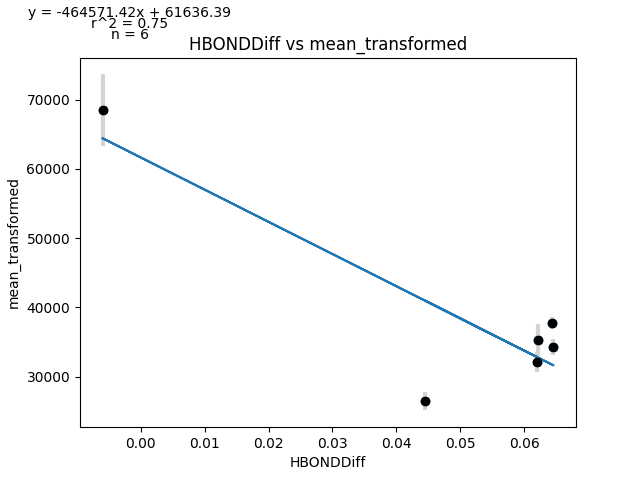 y = -464571.42x + 61636.39
r^2 = 0.75
n = 6
HBONDDiff vs mean_transformed
mean_transformed
70000
60000
50000
40000
30000
0.00 0.01 0.02 0.03 0.04 0.05 0.06
HBONDDiff